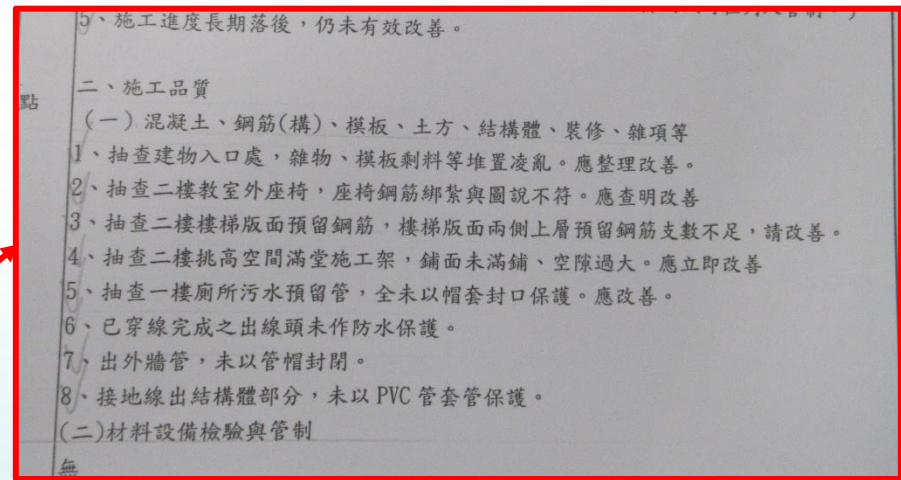 5、施工進度長期落後，仍未有效改善。
二、施工品質
點
(一)混凝土、鋼筋(構)、模板、土方、結構體、裝修、雜項等
1、抽查建物入口處，雜物、模板剩料等堆置凌亂。應整理改善。
2、抽查二樓教室外座椅，座椅鋼筋綁紮與圖說不符。應查明改善
3、抽查二樓樓梯版面預留鋼筋，樓梯版面兩側上層預留鋼筋支數不足，請改善。
4、抽查二樓挑高空間滿堂施工架，鋪面未滿鋪、空隙過大。應立即改善
5、抽查一樓廁所污水預留管，全未以帽套封口保護。應改善。
6、已穿線完成之出線頭未作防水保護。
7、出外牆管，未以管帽封閉。
8、接地線出結構體部分，未以 PVC 管套管保護。
(二)材料設備檢驗與管制
無